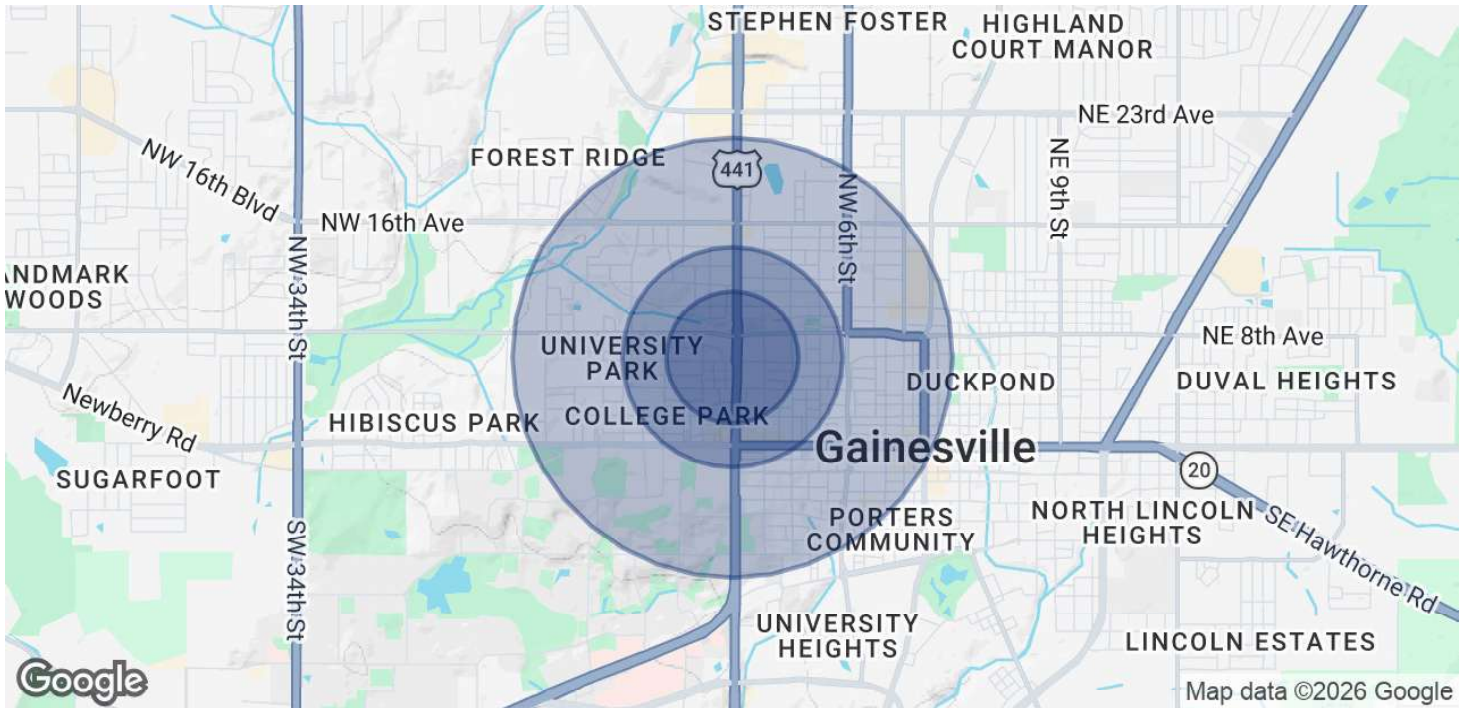 STEPHEN FOSTER
HIGHLAND
COURT MANOR
NE 23rd Ave
FOREST RIDGE
441
NW 16th Blvd
NW 16th Ave
NW 6th St
NE 9th St
ANDMARK
WOODS
NW 34th St
UNIVERSITY
PARK
NE 8th Ave
DUCKPOND
DUVAL HEIGHTS
Newberry Rd
HIBISCUS PARK
COLLEGE PARK
Gainesville
SUGARFOOT
20
PORTERS
COMMUNITY
NORTH LINCOLN
HEIGHTS
SE Hawthorne Rd
SW 34th St
UNIVERSITY
HEIGHTS
LINCOLN ESTATES
Google
Map data ©2026 Google